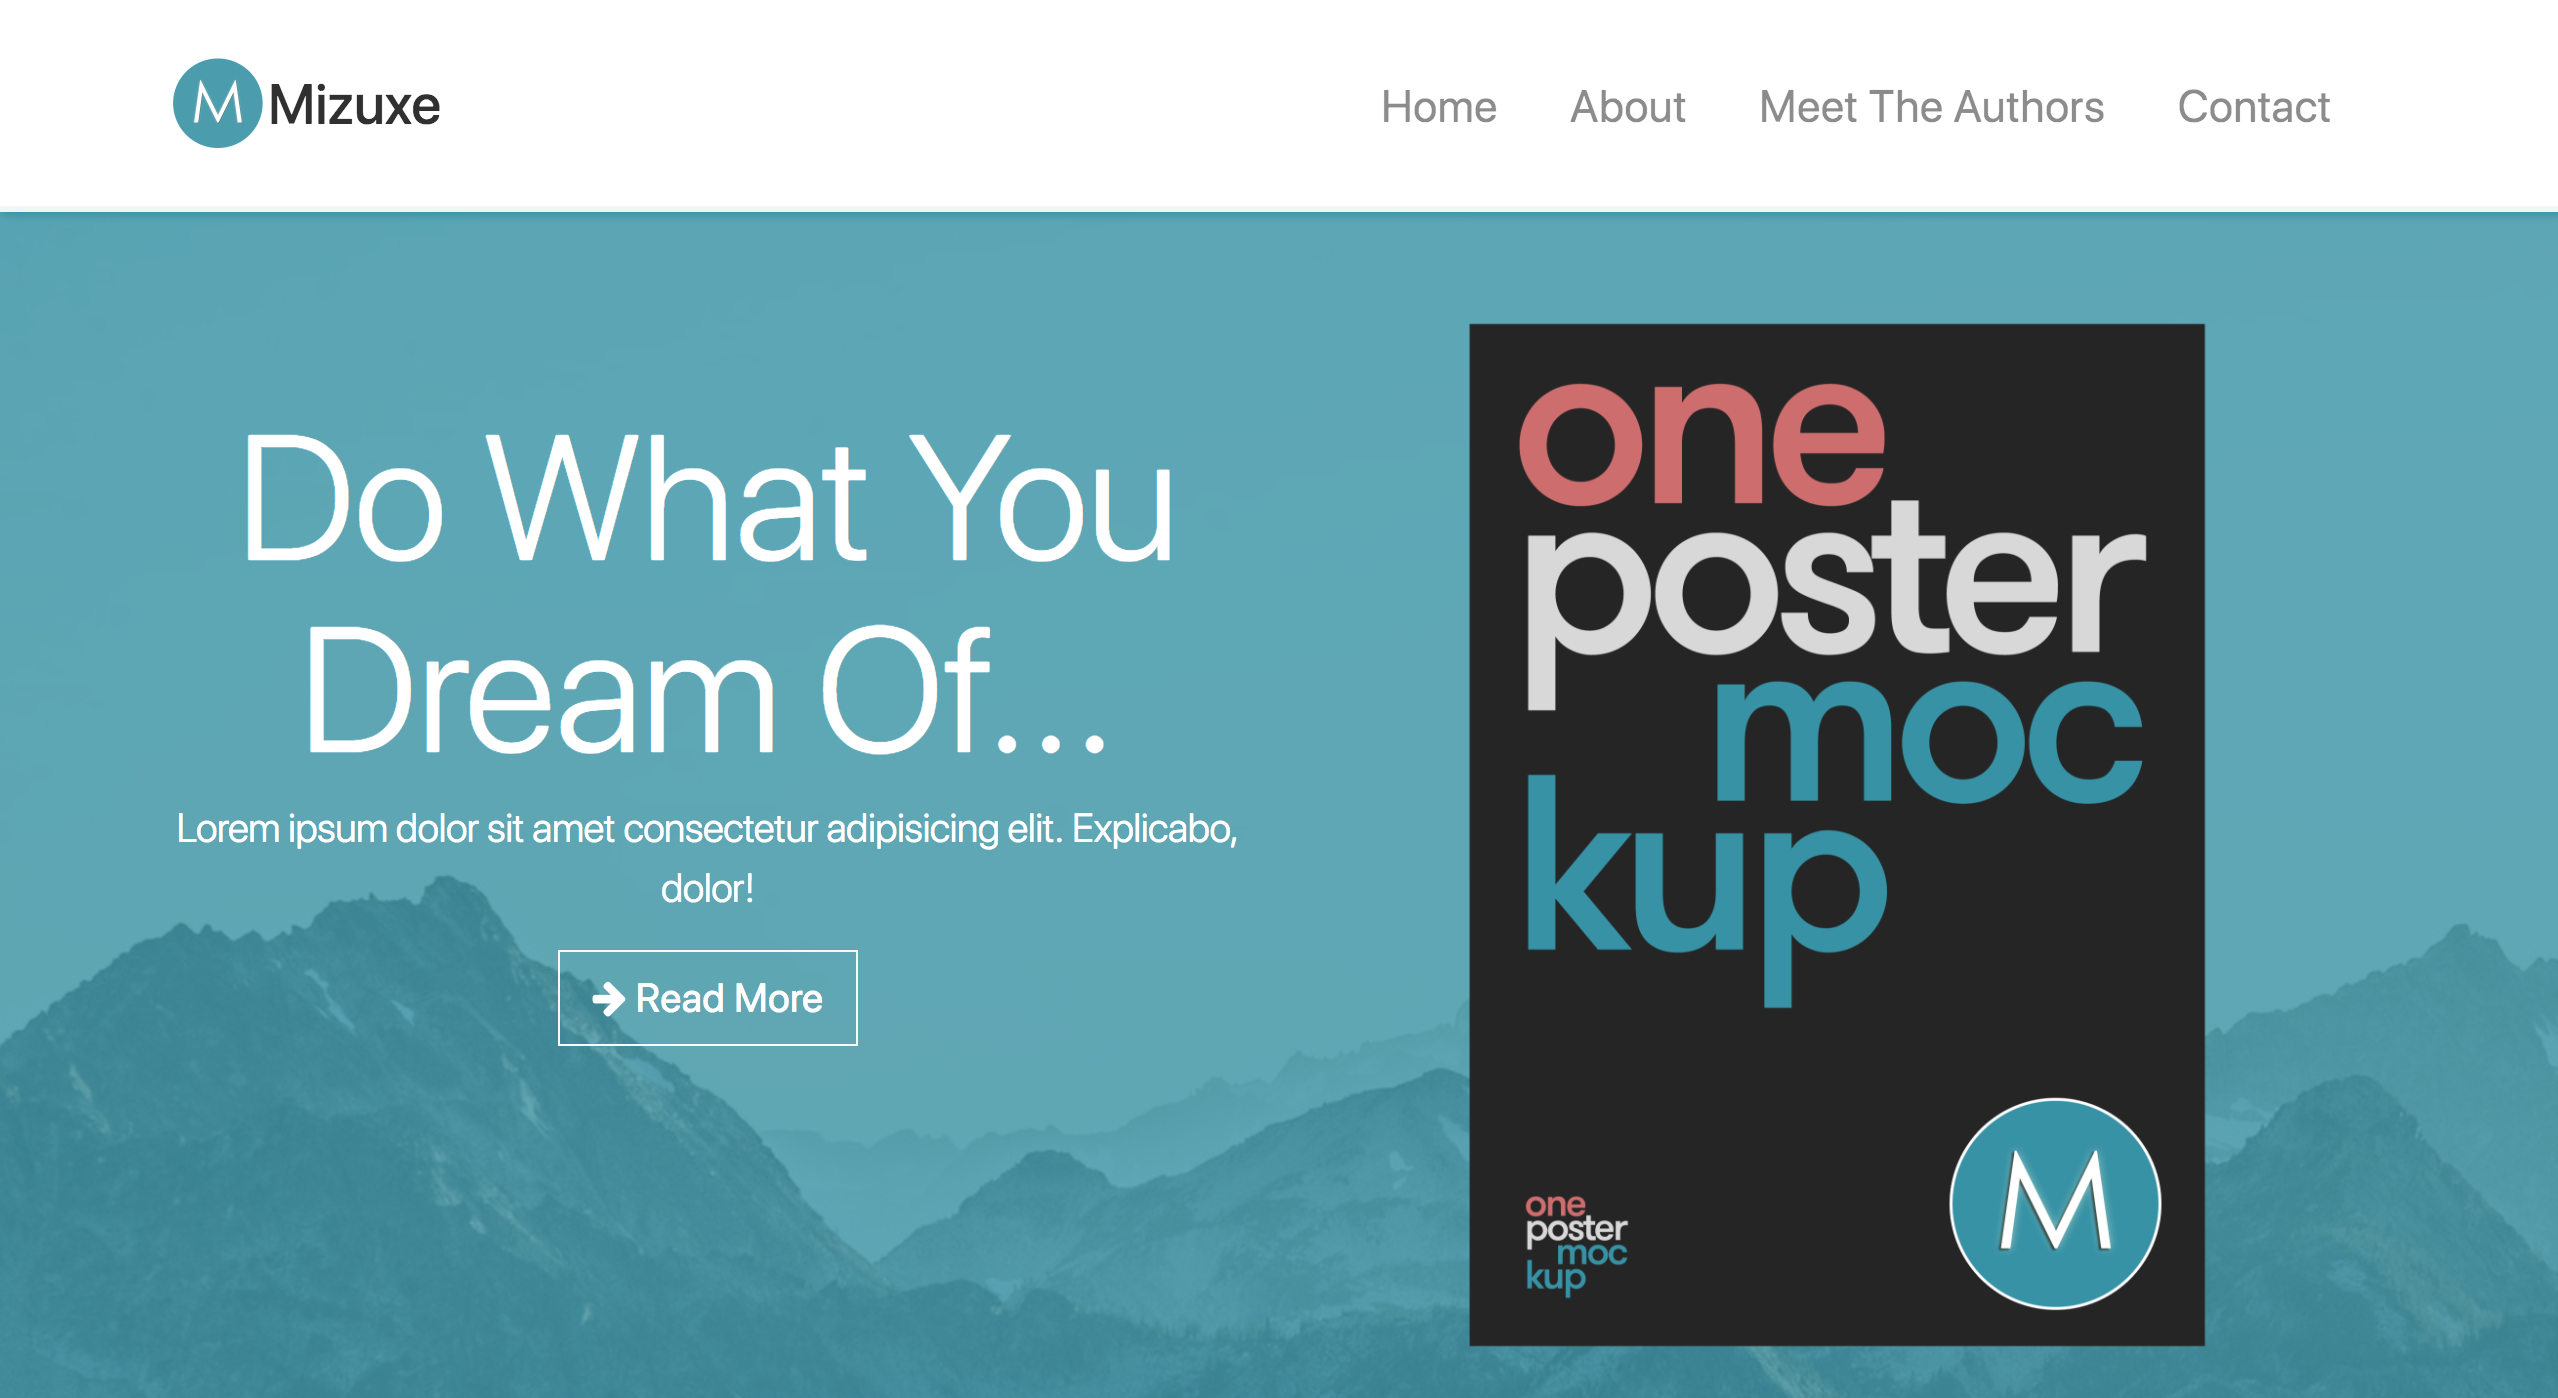 M Mizuxe
Home About Meet The Authors Contact
Do What You
Dream Of...
Lorem ipsum dolor sit amet consectetur adipisicing elit. Explicabo,
dolor!
Read More
one
poster
moc
kup
one
poster
moc
kup
M